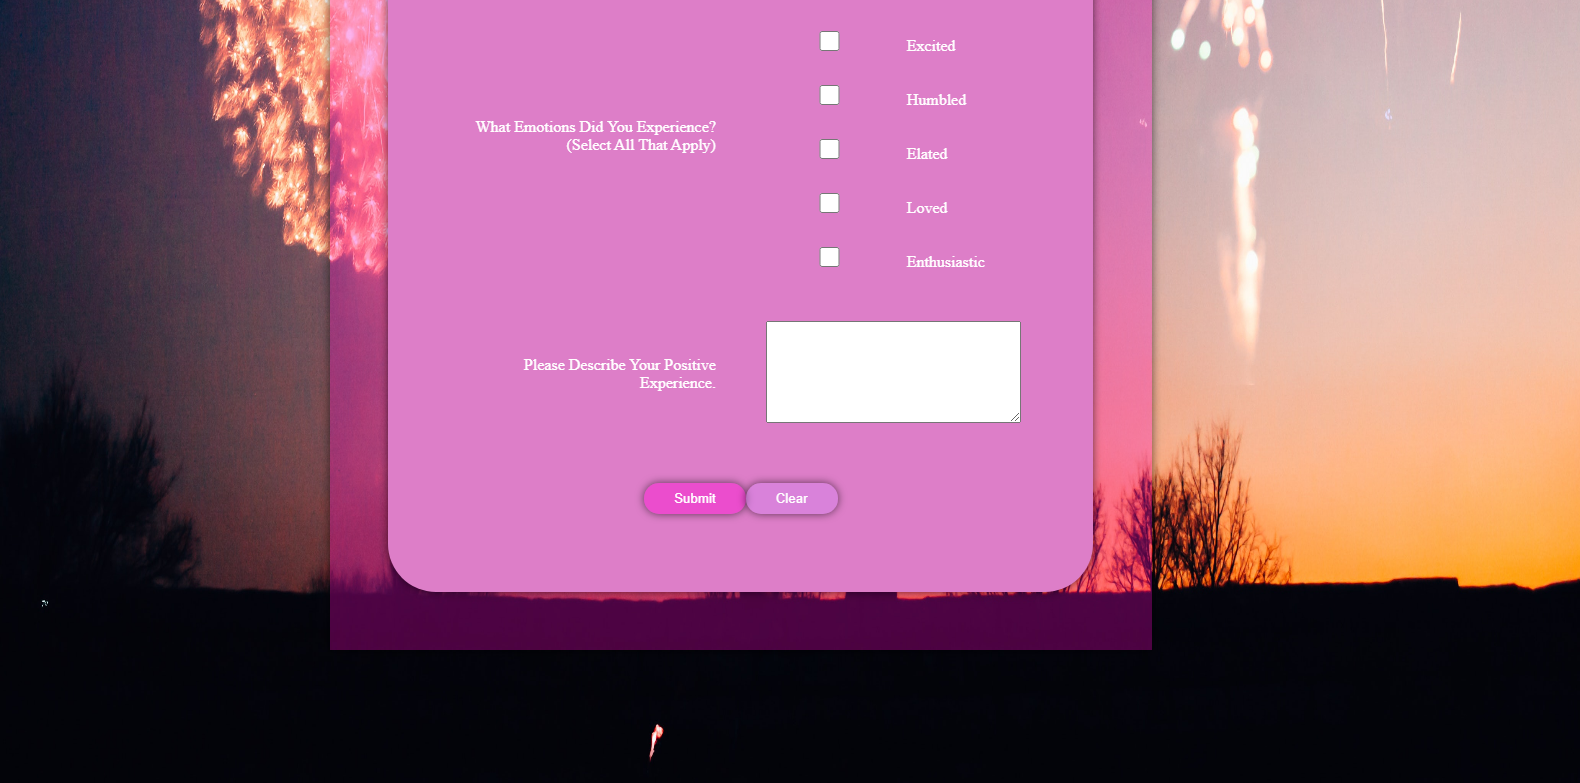 Excited
Humbled
What Emotions Did You Experience?
(Select All That Apply)
Elated
Loved
Enthusiastic
Please Describe Your Positive
Experience.
Submit
Clear